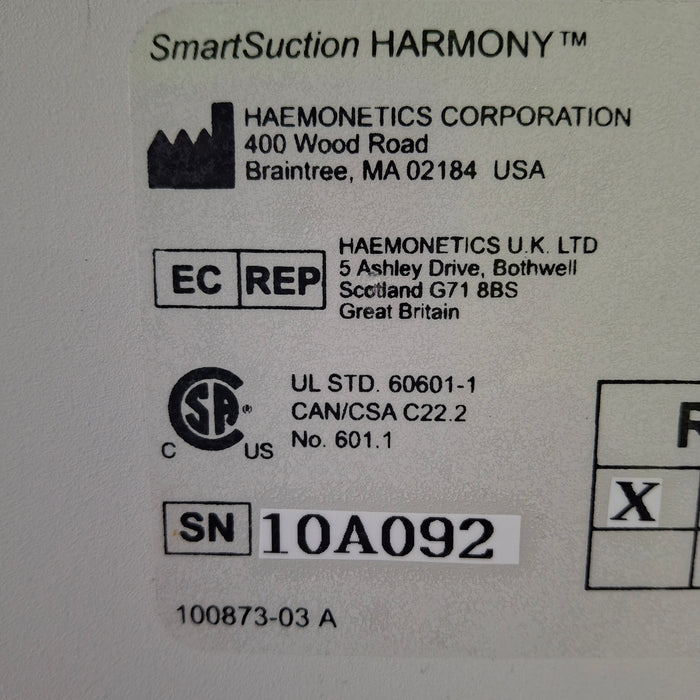 SmartSuction HARMONY™
HAEMONETICS CORPORATION
400 Wood Road
Braintree, MA 02184 USA
EC REP
HAEMONETICS U.K. LTD
5 Ashley Drive, Bothwell
Scotland G71 8BS
Great Britain
C SA® US
UL STD. 60601-1
CAN/CSA C22.2
No. 601.1
R
X
SN 10A092
100873-03 A